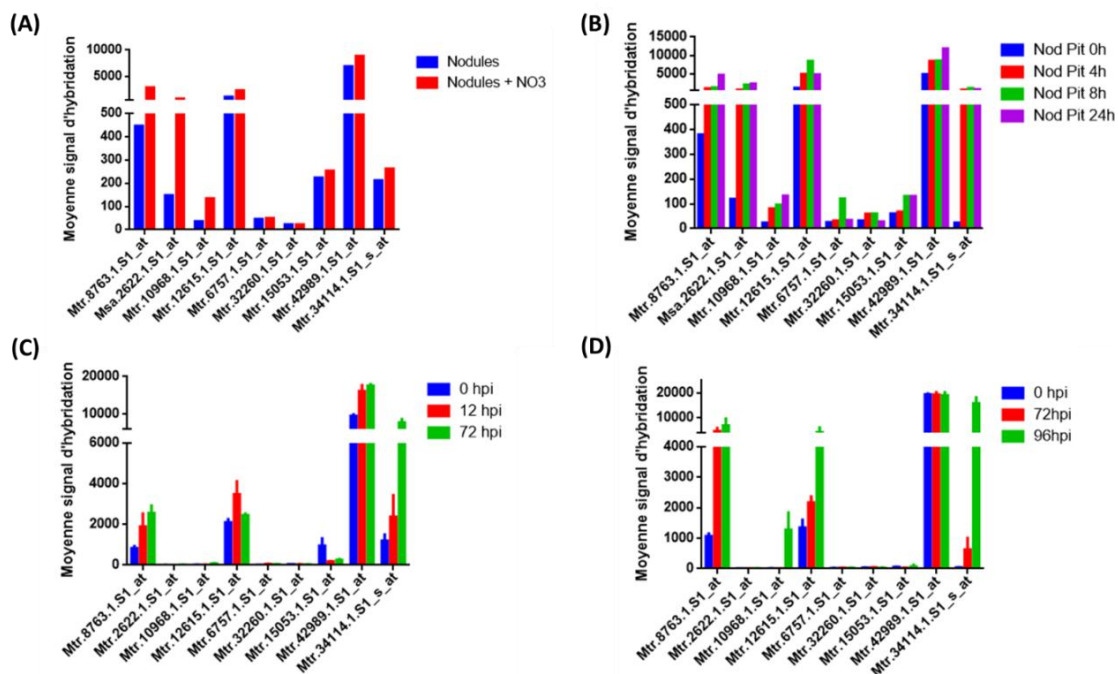 (A)
Moyenne signal d'hybridation
10000
5000
0
500
400
300
200
100
0
Nodules
Nodules + NO3
Mtr.8763.1.S1_at
Msa.2622.1.S1_at
Mtr.10968.1.S1_at
Mtr.12615.1.S1_at
Mtr.6757.1.S1_at
Mtr.32260.1.S1_at
Mtr.15053.1.S1_at
Mtr.42989.1.S1_at
Mtr.34114.1.S1_s_at
(B)
Moyenne signal d'hybridation
15000
10000
5000
0
500
400
300
200
100
0
Nod Pit 0h
Nod Pit 4h
Nod Pit 8h
Nod Pit 24h
Mtr.8763.1.S1_at
Msa.2622.1.S1_at
Mtr.10968.1.S1_at
Mtr.12615.1.S1_at
Mtr.6757.1.S1_at
Mtr.32260.1.S1_at
Mtr.15053.1.S1_at
Mtr.42989.1.S1_at
Mtr.34114.1.S1_s_at
(C)
Moyenne signal d'hybridation
20000
10000
6000
4000
2000
0
0 hpi
12 hpi
72 hpi
Mtr.8763.1.S1_at
Mtr.2622.1.S1_at
Mtr.10968.1.S1_at
Mtr.12615.1.S1_at
Mtr.6757.1.S1_at
Mtr.32260.1.S1_at
Mtr.15053.1.S1_at
Mtr.42989.1.S1_at
Mtr.34114.1.S1_s_at
(D)
Moyenne signal d'hybridation
20000
10000
4000
3000
2000
1000
0
0 hpi
72hpi
96hpi
Mtr.8763.1.S1_at
Mtr.2622.1.S1_at
Mtr.10968.1.S1_at
Mtr.12615.1.S1_at
Mtr.6757.1.S1_at
Mtr.32260.1.S1_at
Mtr.15053.1.S1_at
Mtr.42989.1.S1_at
Mtr.34114.1.S1_s_at